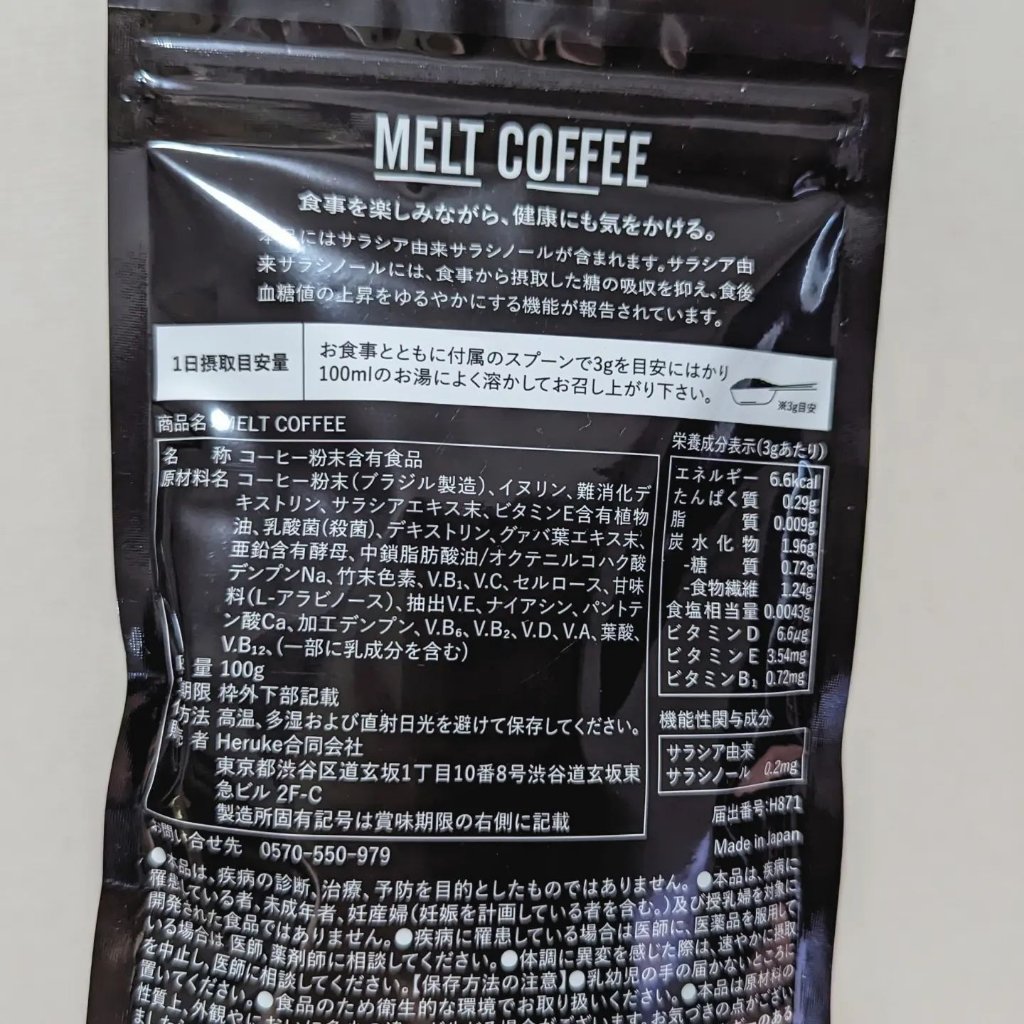 MELT COFFEE
食事を楽しみながら、健康にも気をかける。
本品にはサラシア由来サラシノールが含まれます。サラシア由
来サラシノールには、食事から摂取した糖の吸収を抑え、食後
血糖値の上昇をゆるやかにする機能が報告されています。
1日摂取目安量
お食事とともに付属のスプーンで3gを目安にはかり
100mlのお湯によく溶かしてお召し上がり下さい。
※3g目安
商品名 MELT COFFEE
名 称 コーヒー粉末含有食品
原材料名 コーヒー粉末(ブラジル製造)、イヌリン、難消化デ
キストリン、サラシアエキス末、ビタミンE含有植物
油、乳酸菌(殺菌)、デキストリン、グァバ葉エキス末、
亜鉛含有酵母、中鎖脂肪酸油/オクテニルコハク酸
デンプンNa、竹末色素、V.B₁、V.C、セルロース、甘味
料(L-アラビノース)、抽出V.E、ナイアシン、パントテ
ン酸Ca、加工デンプン、V.B₆、V.B₂、V.D、V.A、葉酸、
V.B₁₂、(一部に乳成分を含む)
量 100g
期限 枠外下部記載
方法 高温、多湿および直射日光を避けて保存してください。
者 Heruke合同会社
東京都渋谷区道玄坂1丁目10番8号渋谷道玄坂東
急ビル 2F-C
製造所固有記号は賞味期限の右側に記載
栄養成分表示(3gあたり)
エネルギー 6.6kcal
たんぱく質 0.29g
脂 質 0.009g
炭水化物 1.96g
-糖 質 0.72g
-食物繊維 1.24g
食塩相当量 0.0043g
ビタミンD 6.6μg
ビタミンE 3.54mg
ビタミンB₁ 0.72mg
機能性関与成分
サラシア由来
サラシノール 0.2mg
届出番号:H871
Made in Japan
お問い合せ先 0570-550-979
●本品は、疾病の診断、治療、予防を目的としたものではありません。●本品は、疾病に
罹患している者、未成年者、妊産婦(妊娠を計画している者を含む。)及び授乳婦を対象に
開発された食品ではありません。●疾病に罹患している場合は医師に、医薬品を服用して
いる場合は医師、薬剤師に相談してください。●体調に異変を感じた際は、速やかに摂取
を中止し、医師に相談してください。【保存方法の注意】●乳幼児の手の届かないところに
置いてください。●食品のため衛生的な環境でお取り扱いください。●本品は原材料の
性質上、外観や
お気づきの点がござい